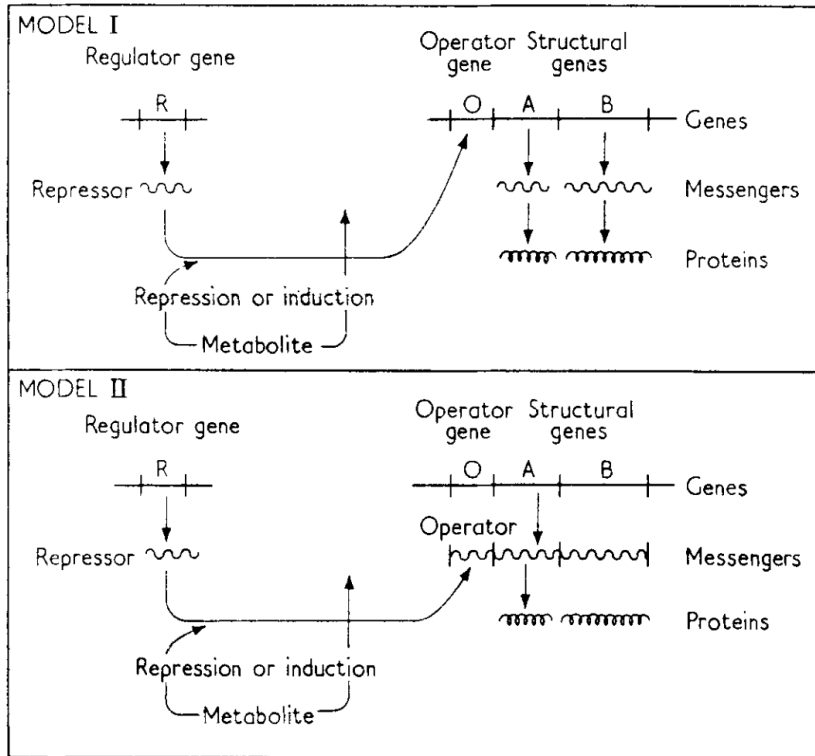 MODEL I
Operator Structural
Regulator gene gene genes
R O A B
Genes
Repressor Messengers
Proteins
Repression or induction
Metabolite
MODEL II
Operator Structural
Regulator gene gene genes
R O A B
Genes
Operator
Repressor Messengers
Proteins
Repression or induction
Metabolite